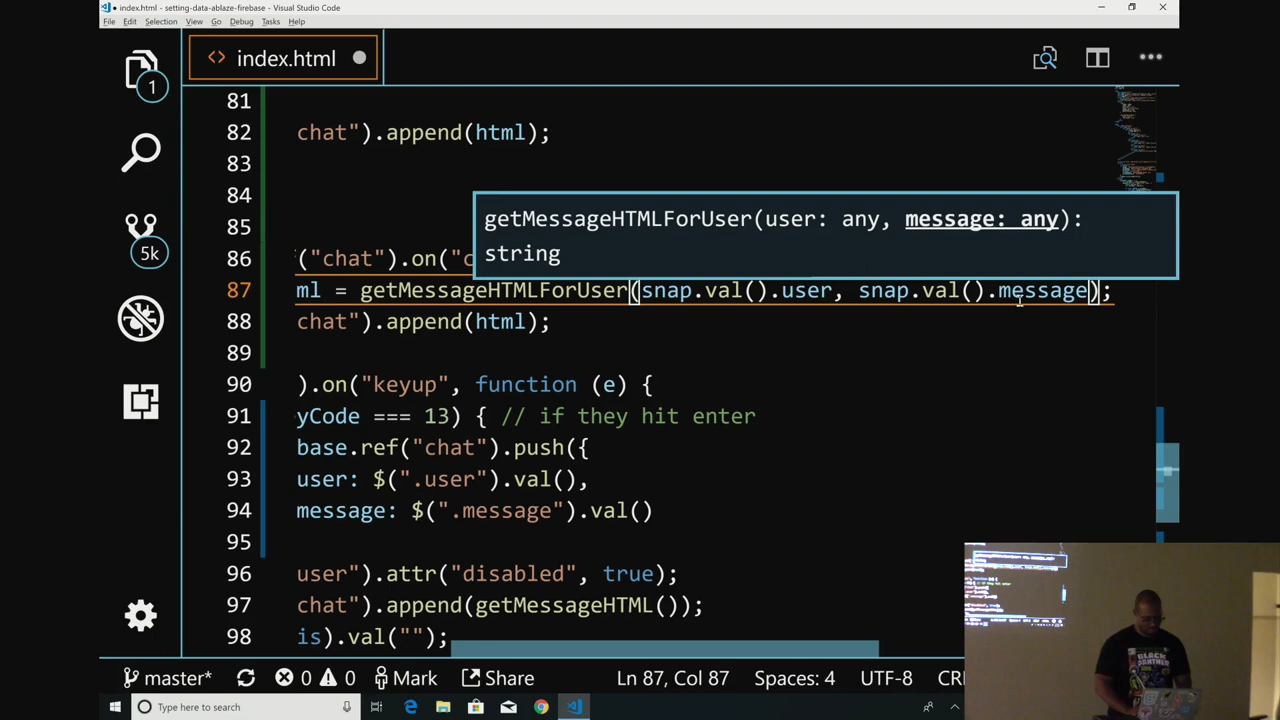 index.html - setting-data-ablaze-firebase - Visual Studio Code
File Edit Selection View Go Debug Tasks Help
<> index.html
1
5k
81
82 chat").append(html);
83
84
85
86 ("chat").on("c
getMessageHTMLForUser(user: any, message: any):
string
87 ml = getMessageHTMLForUser(snap.val().user, snap.val().message);
88 chat").append(html);
89
90 ).on("keyup", function (e) {
91 yCode === 13) { // if they hit enter
92 base.ref("chat").push({
93 user: $(".user").val(),
94 message: $(".message").val()
95
96 user").attr("disabled", true);
97 chat").append(getMessageHTML());
98 is).val("");
master* 0 0 Mark Share Ln 87, Col 87 Spaces: 4 UTF-8 CR
Type here to search
BLACK
PANTHER